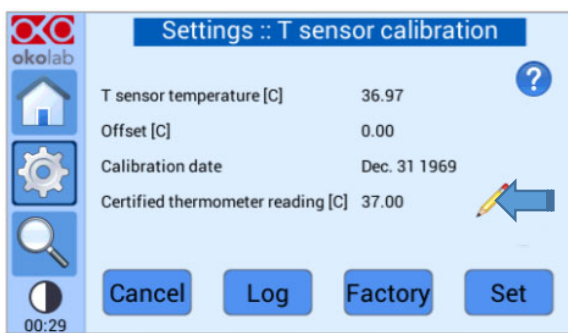 Settings :: T sensor calibration
okolab
?
T sensor temperature [C] 36.97
Offset [C] 0.00
Calibration date Dec. 31 1969
Certified thermometer reading [C] 37.00
Cancel Log Factory Set
00:29